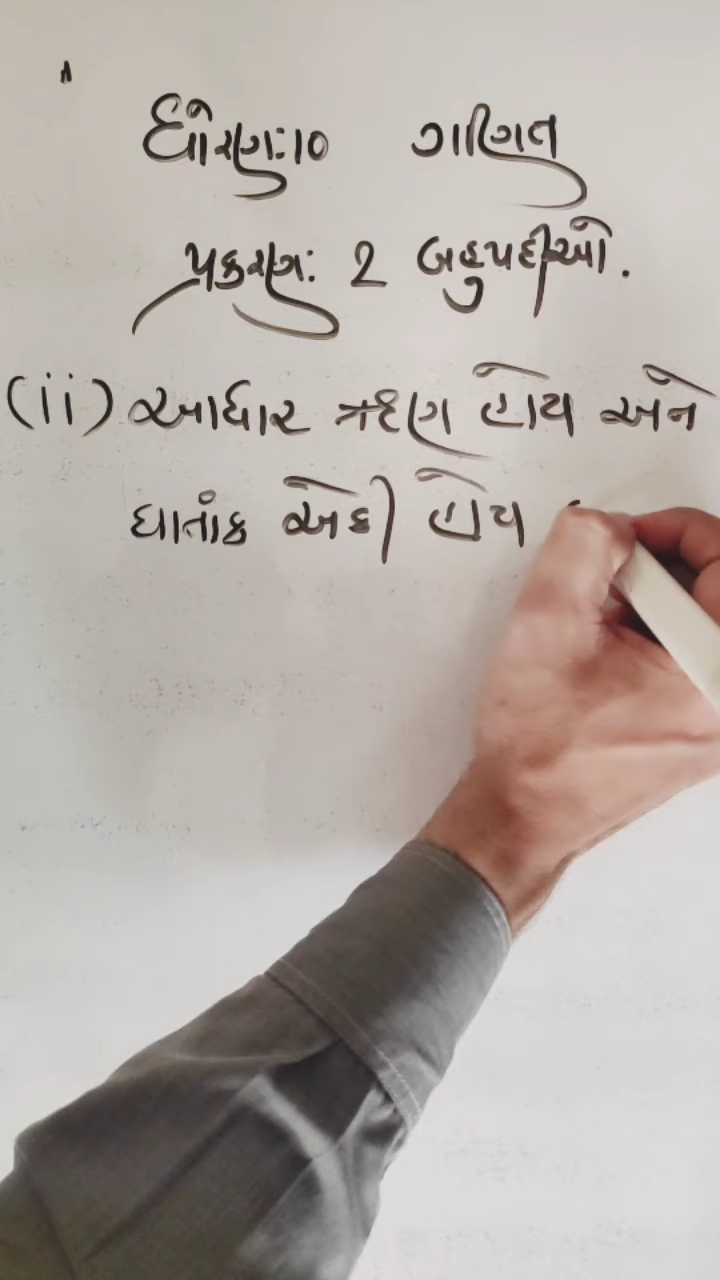 ધોરણ:10 ગણિત
પ્રકરણ: 2 બહુપદીઓ.
(ii) આધાર ઋણ હોય અને
ઘાતાંક એકી હોય